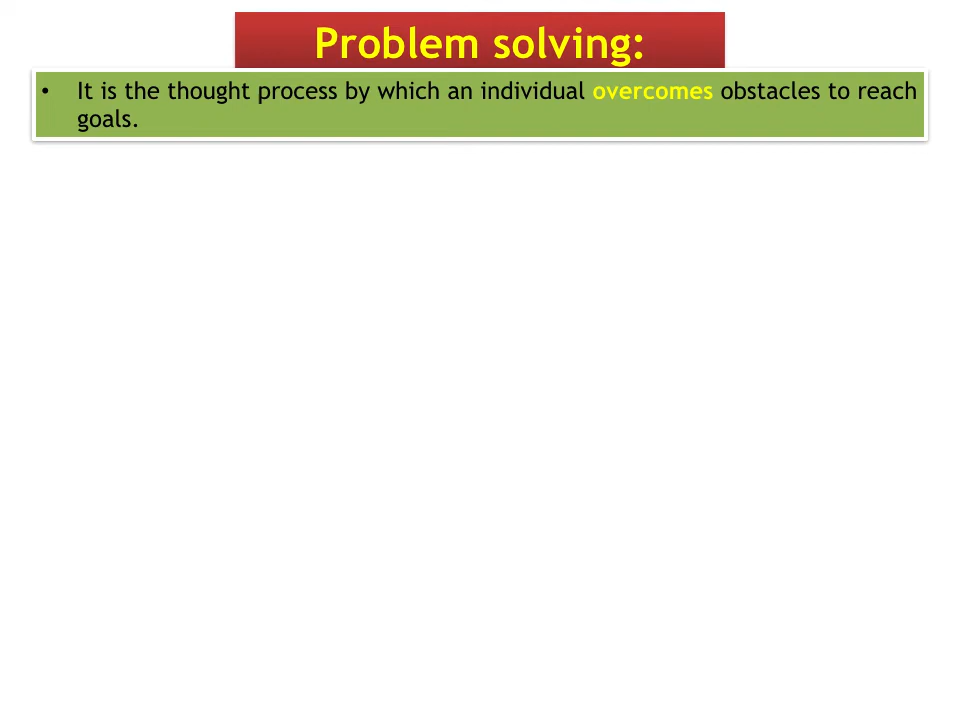 Problem solving:
• It is the thought process by which an individual overcomes obstacles to reach
goals.